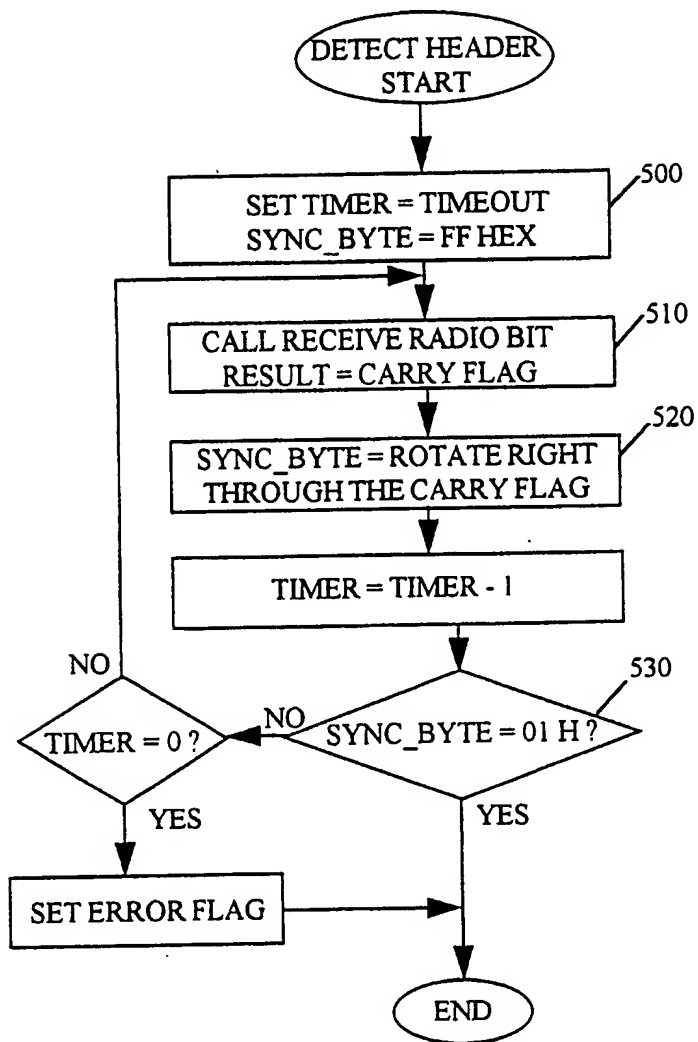 DETECT HEADER
START
500
SET TIMER = TIMEOUT
SYNC_BYTE = FF HEX
510
CALL RECEIVE RADIO BIT
RESULT = CARRY FLAG
520
SYNC_BYTE = ROTATE RIGHT
THROUGH THE CARRY FLAG
TIMER = TIMER - 1
530
NO
TIMER = 0 ?
NO
SYNC_BYTE = 01 H ?
YES
YES
SET ERROR FLAG
END